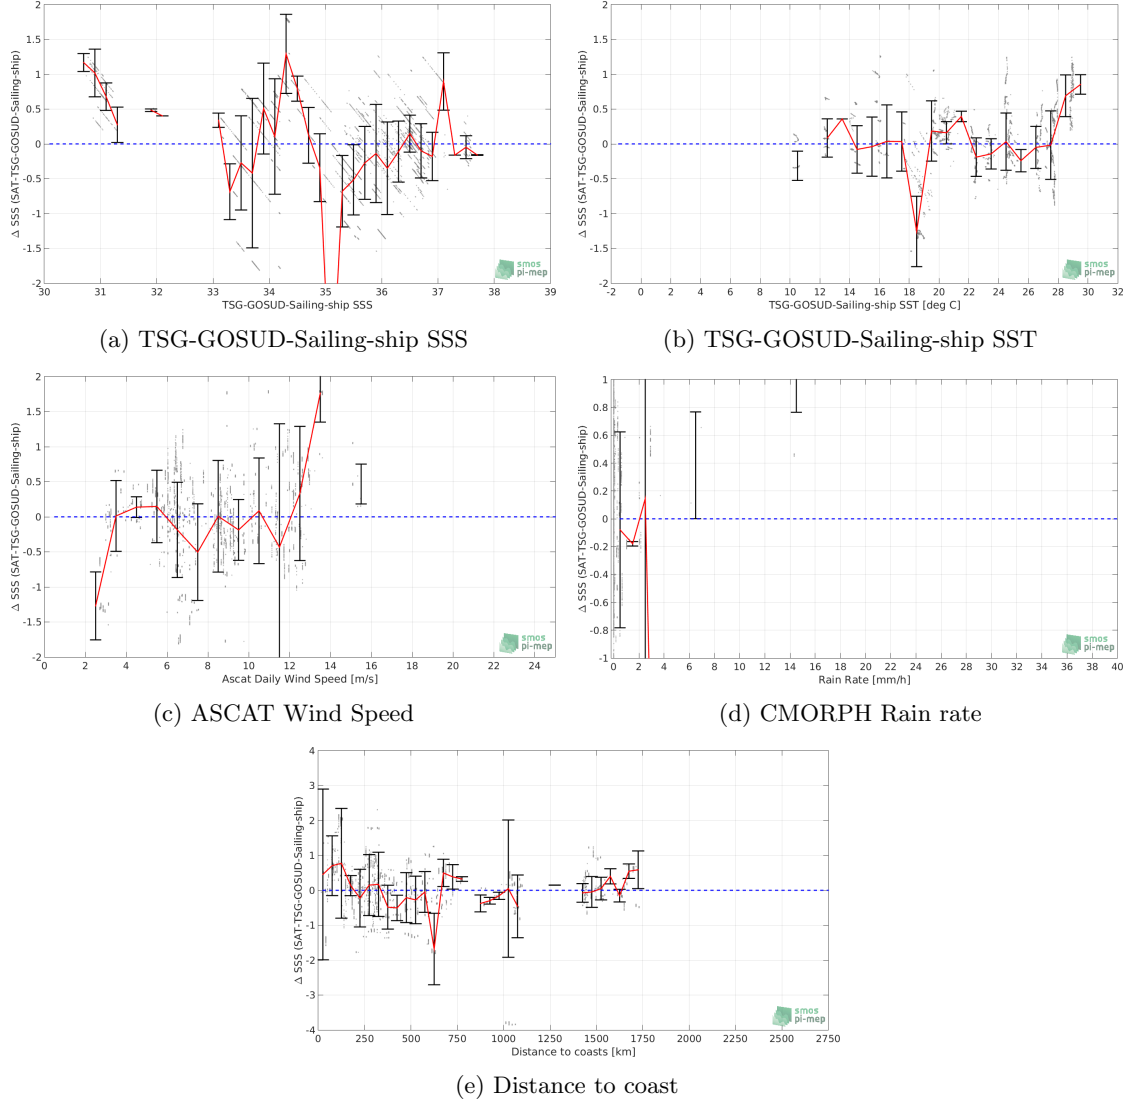 2
1.5
1
0.5
0
-0.5
-1
-1.5
-2
Δ SSS (SAT-TSG-GOSUD-Sailing-ship)
30 31 32 33 34 35 36 37 38 39
TSG-GOSUD-Sailing-ship SSS
smos
pi-mep
(a) TSG-GOSUD-Sailing-ship SSS
2
1.5
1
0.5
0
-0.5
-1
-1.5
-2
Δ SSS (SAT-TSG-GOSUD-Sailing-ship)
-2 0 2 4 6 8 10 12 14 16 18 20 22 24 26 28 30 32
TSG-GOSUD-Sailing-ship SST [deg C]
smos
pi-mep
(b) TSG-GOSUD-Sailing-ship SST
2
1.5
1
0.5
0
-0.5
-1
-1.5
-2
Δ SSS (SAT-TSG-GOSUD-Sailing-ship)
0 2 4 6 8 10 12 14 16 18 20 22 24
Ascat Daily Wind Speed [m/s]
smos
pi-mep
(c) ASCAT Wind Speed
1
0.8
0.6
0.4
0.2
0
-0.2
-0.4
-0.6
-0.8
-1
Δ SSS (SAT-TSG-GOSUD-Sailing-ship)
0 2 4 6 8 10 12 14 16 18 20 22 24 26 28 30 32 34 36 38 40
Rain Rate [mm/h]
smos
pi-mep
(d) CMORPH Rain rate
4
3
2
1
0
-1
-2
-3
-4
Δ SSS (SAT-TSG-GOSUD-Sailing-ship)
0 250 500 750 1000 1250 1500 1750 2000 2250 2500 2750
Distance to coasts [km]
smos
pi-mep
(e) Distance to coast